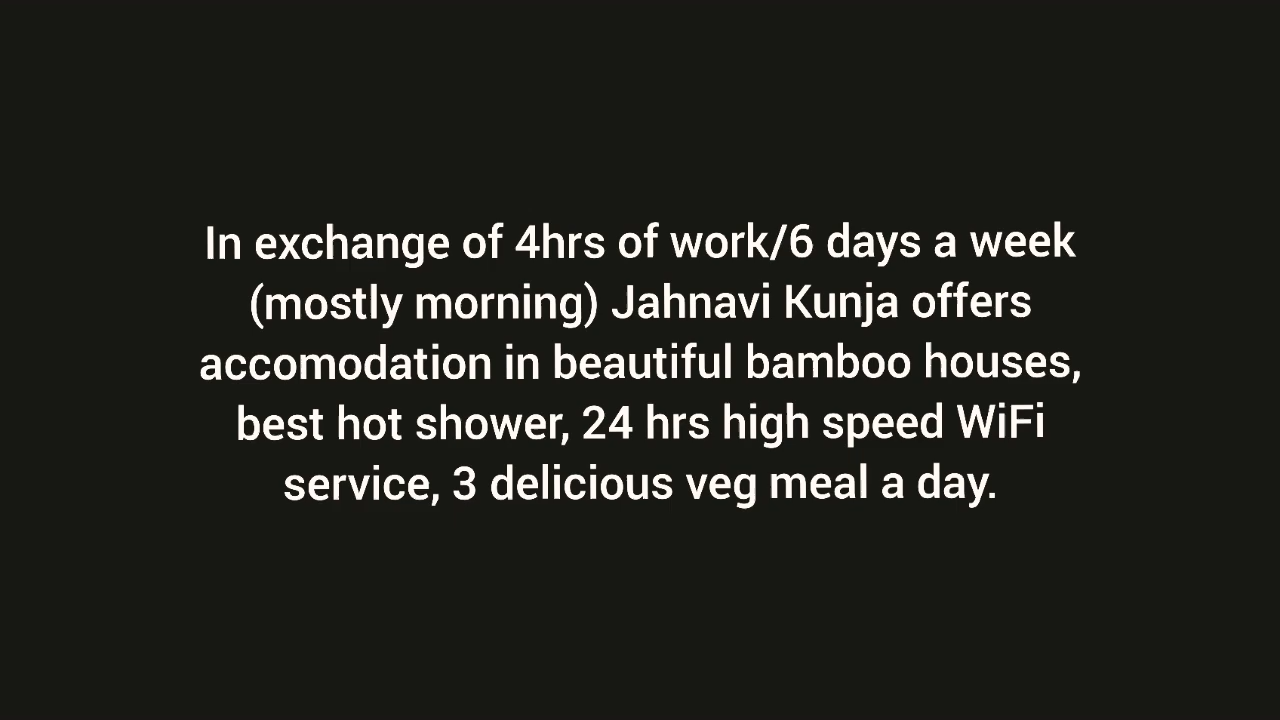 In exchange of 4hrs of work/6 days a week
(mostly morning) Jahnavi Kunja offers
accomodation in beautiful bamboo houses,
best hot shower, 24 hrs high speed WiFi
service, 3 delicious veg meal a day.